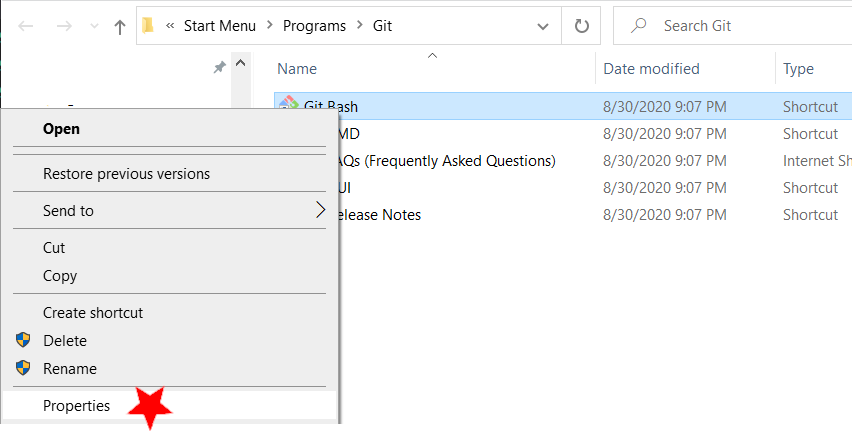 « Start Menu > Programs > Git
Search Git
Name Date modified Type
Git Bash 8/30/2020 9:07 PM Shortcut
MD 8/30/2020 9:07 PM Shortcut
AQs (Frequently Asked Questions) 8/30/2020 9:07 PM Internet Sh
UI 8/30/2020 9:07 PM Shortcut
elease Notes 8/30/2020 9:07 PM Shortcut
Open
Restore previous versions
Send to
Cut
Copy
Create shortcut
Delete
Rename
Properties